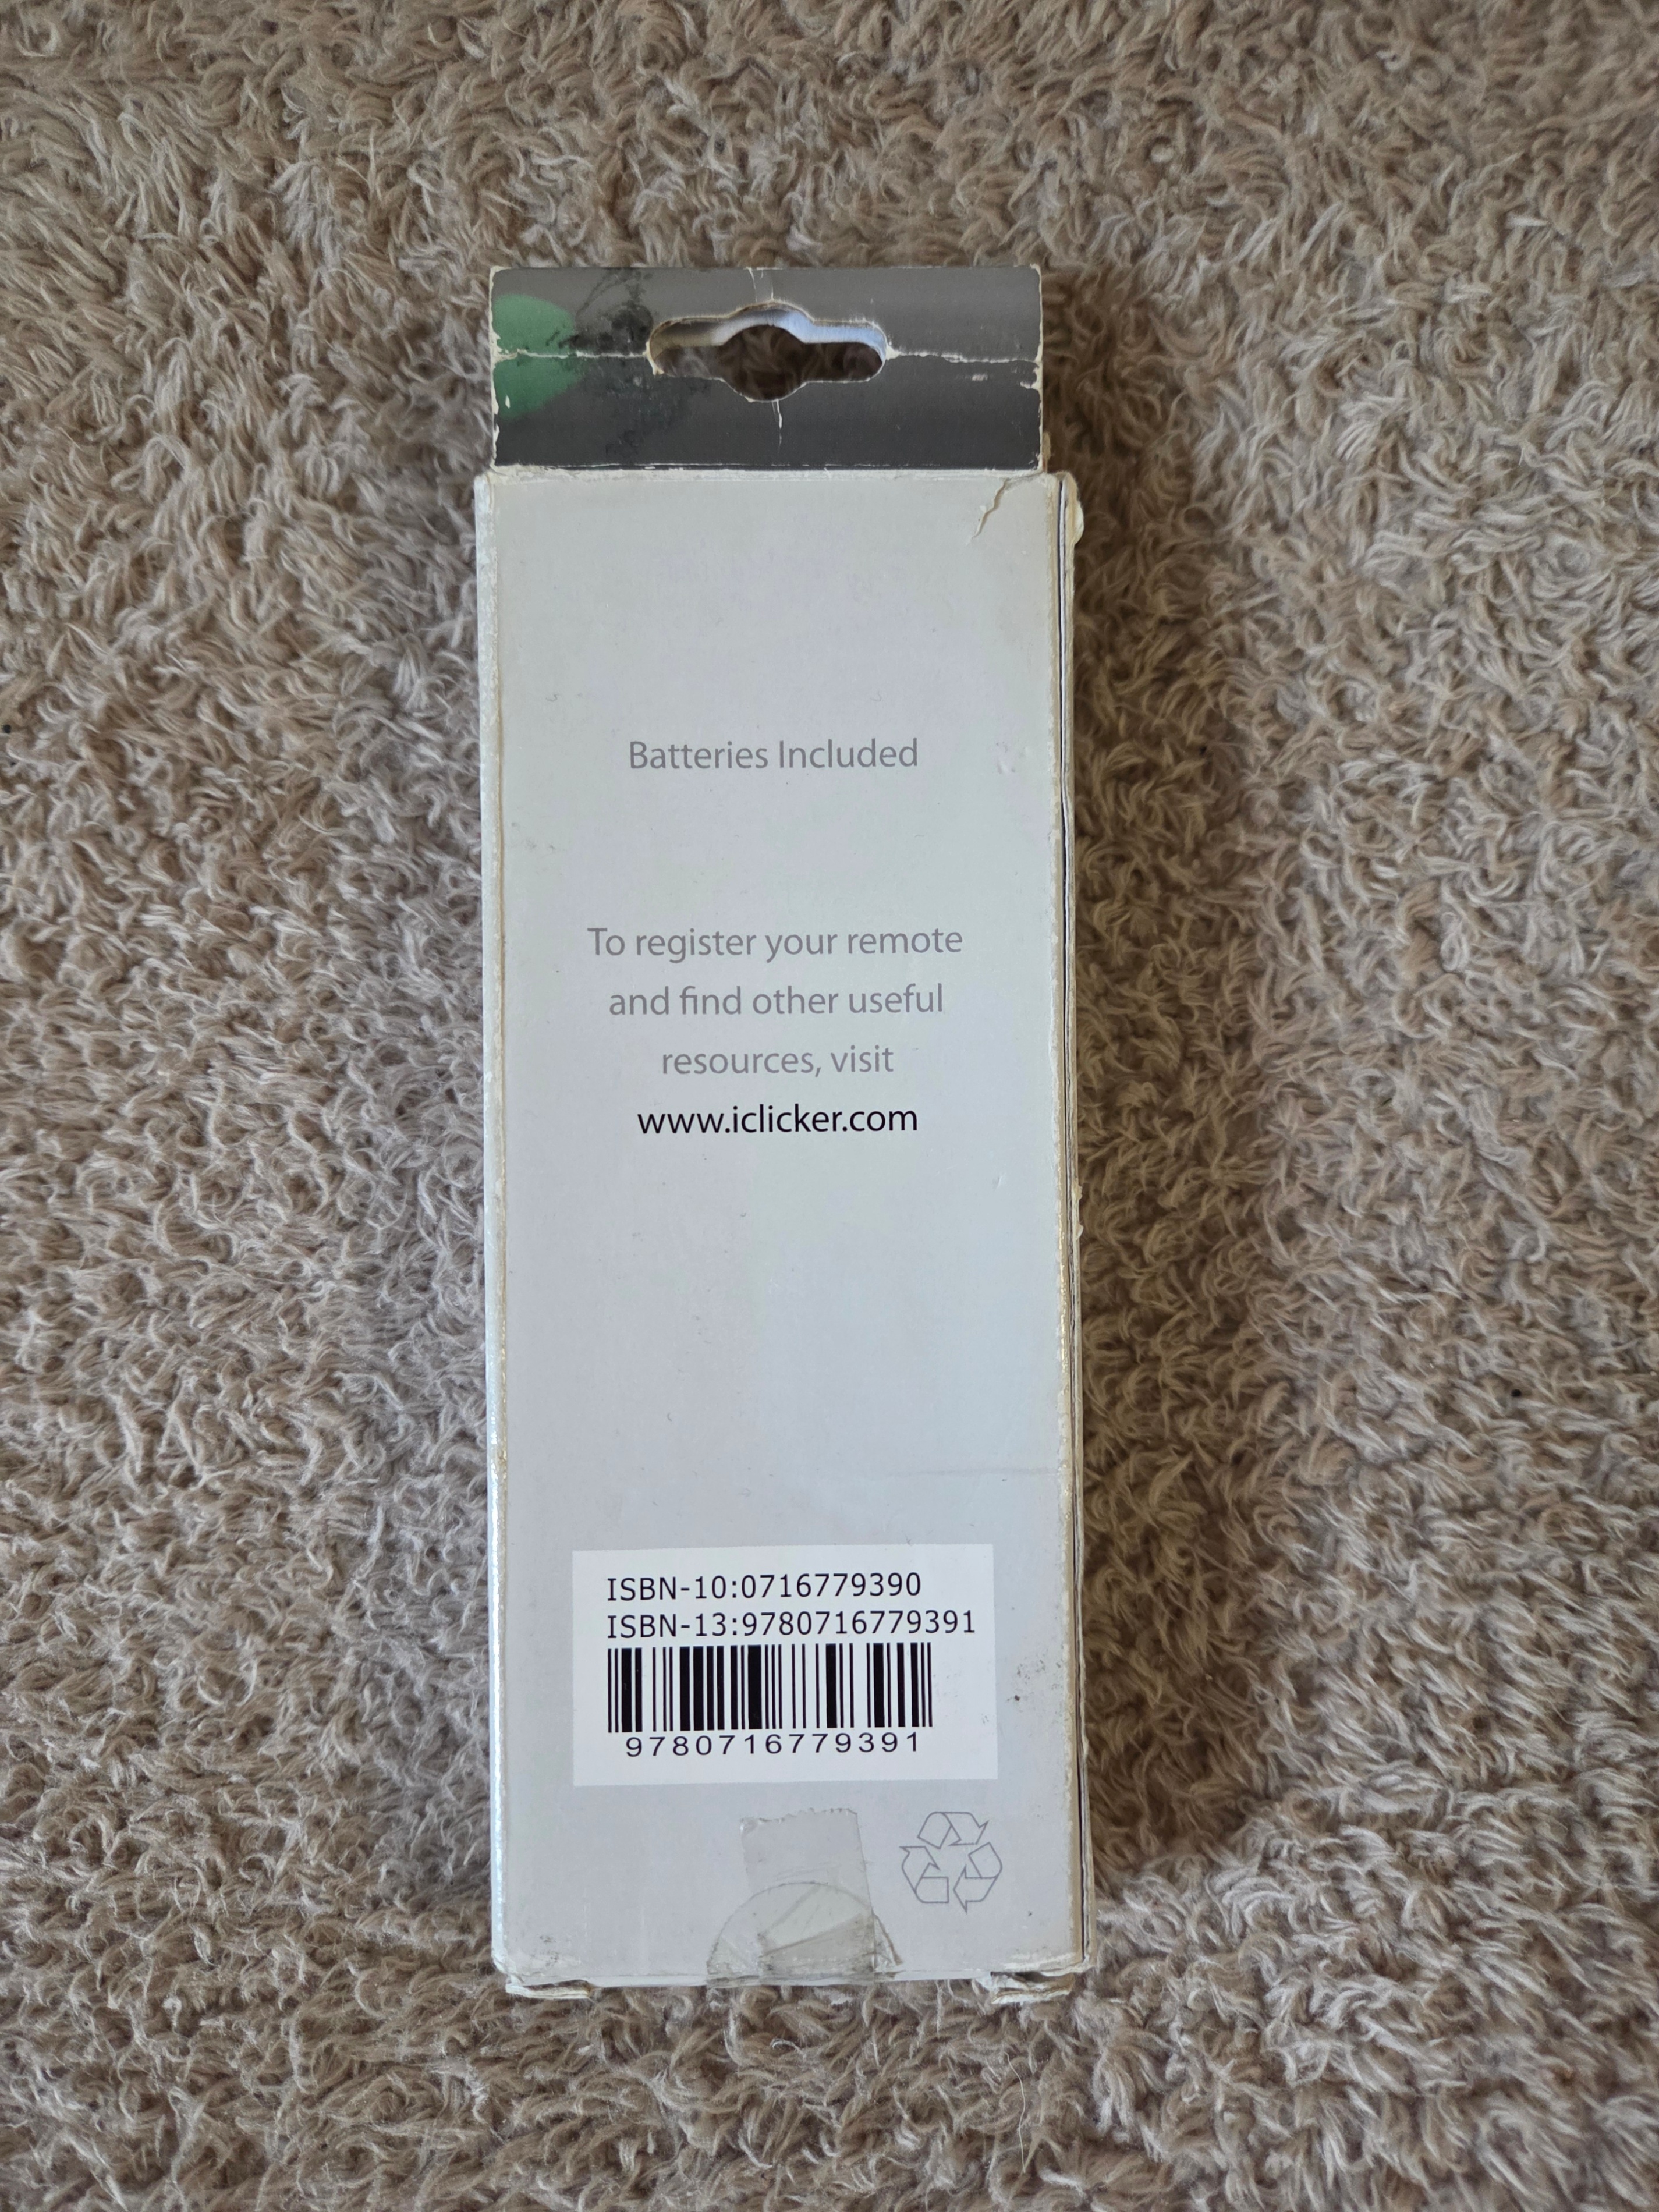 Batteries Included
To register your remote
and find other useful
resources, visit
www.iclicker.com
ISBN-10:0716779390
ISBN-13:9780716779391
9780716779391